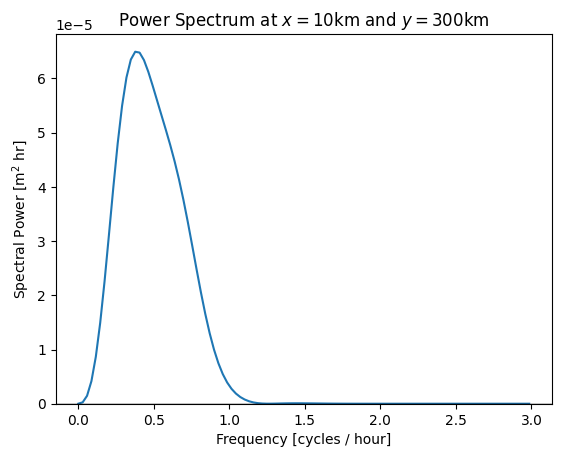 Power Spectrum at x = 10km and y = 300km
1e−5
6
5
4
3
2
1
0
Spectral Power [m² hr]
0.0 0.5 1.0 1.5 2.0 2.5 3.0
Frequency [cycles / hour]